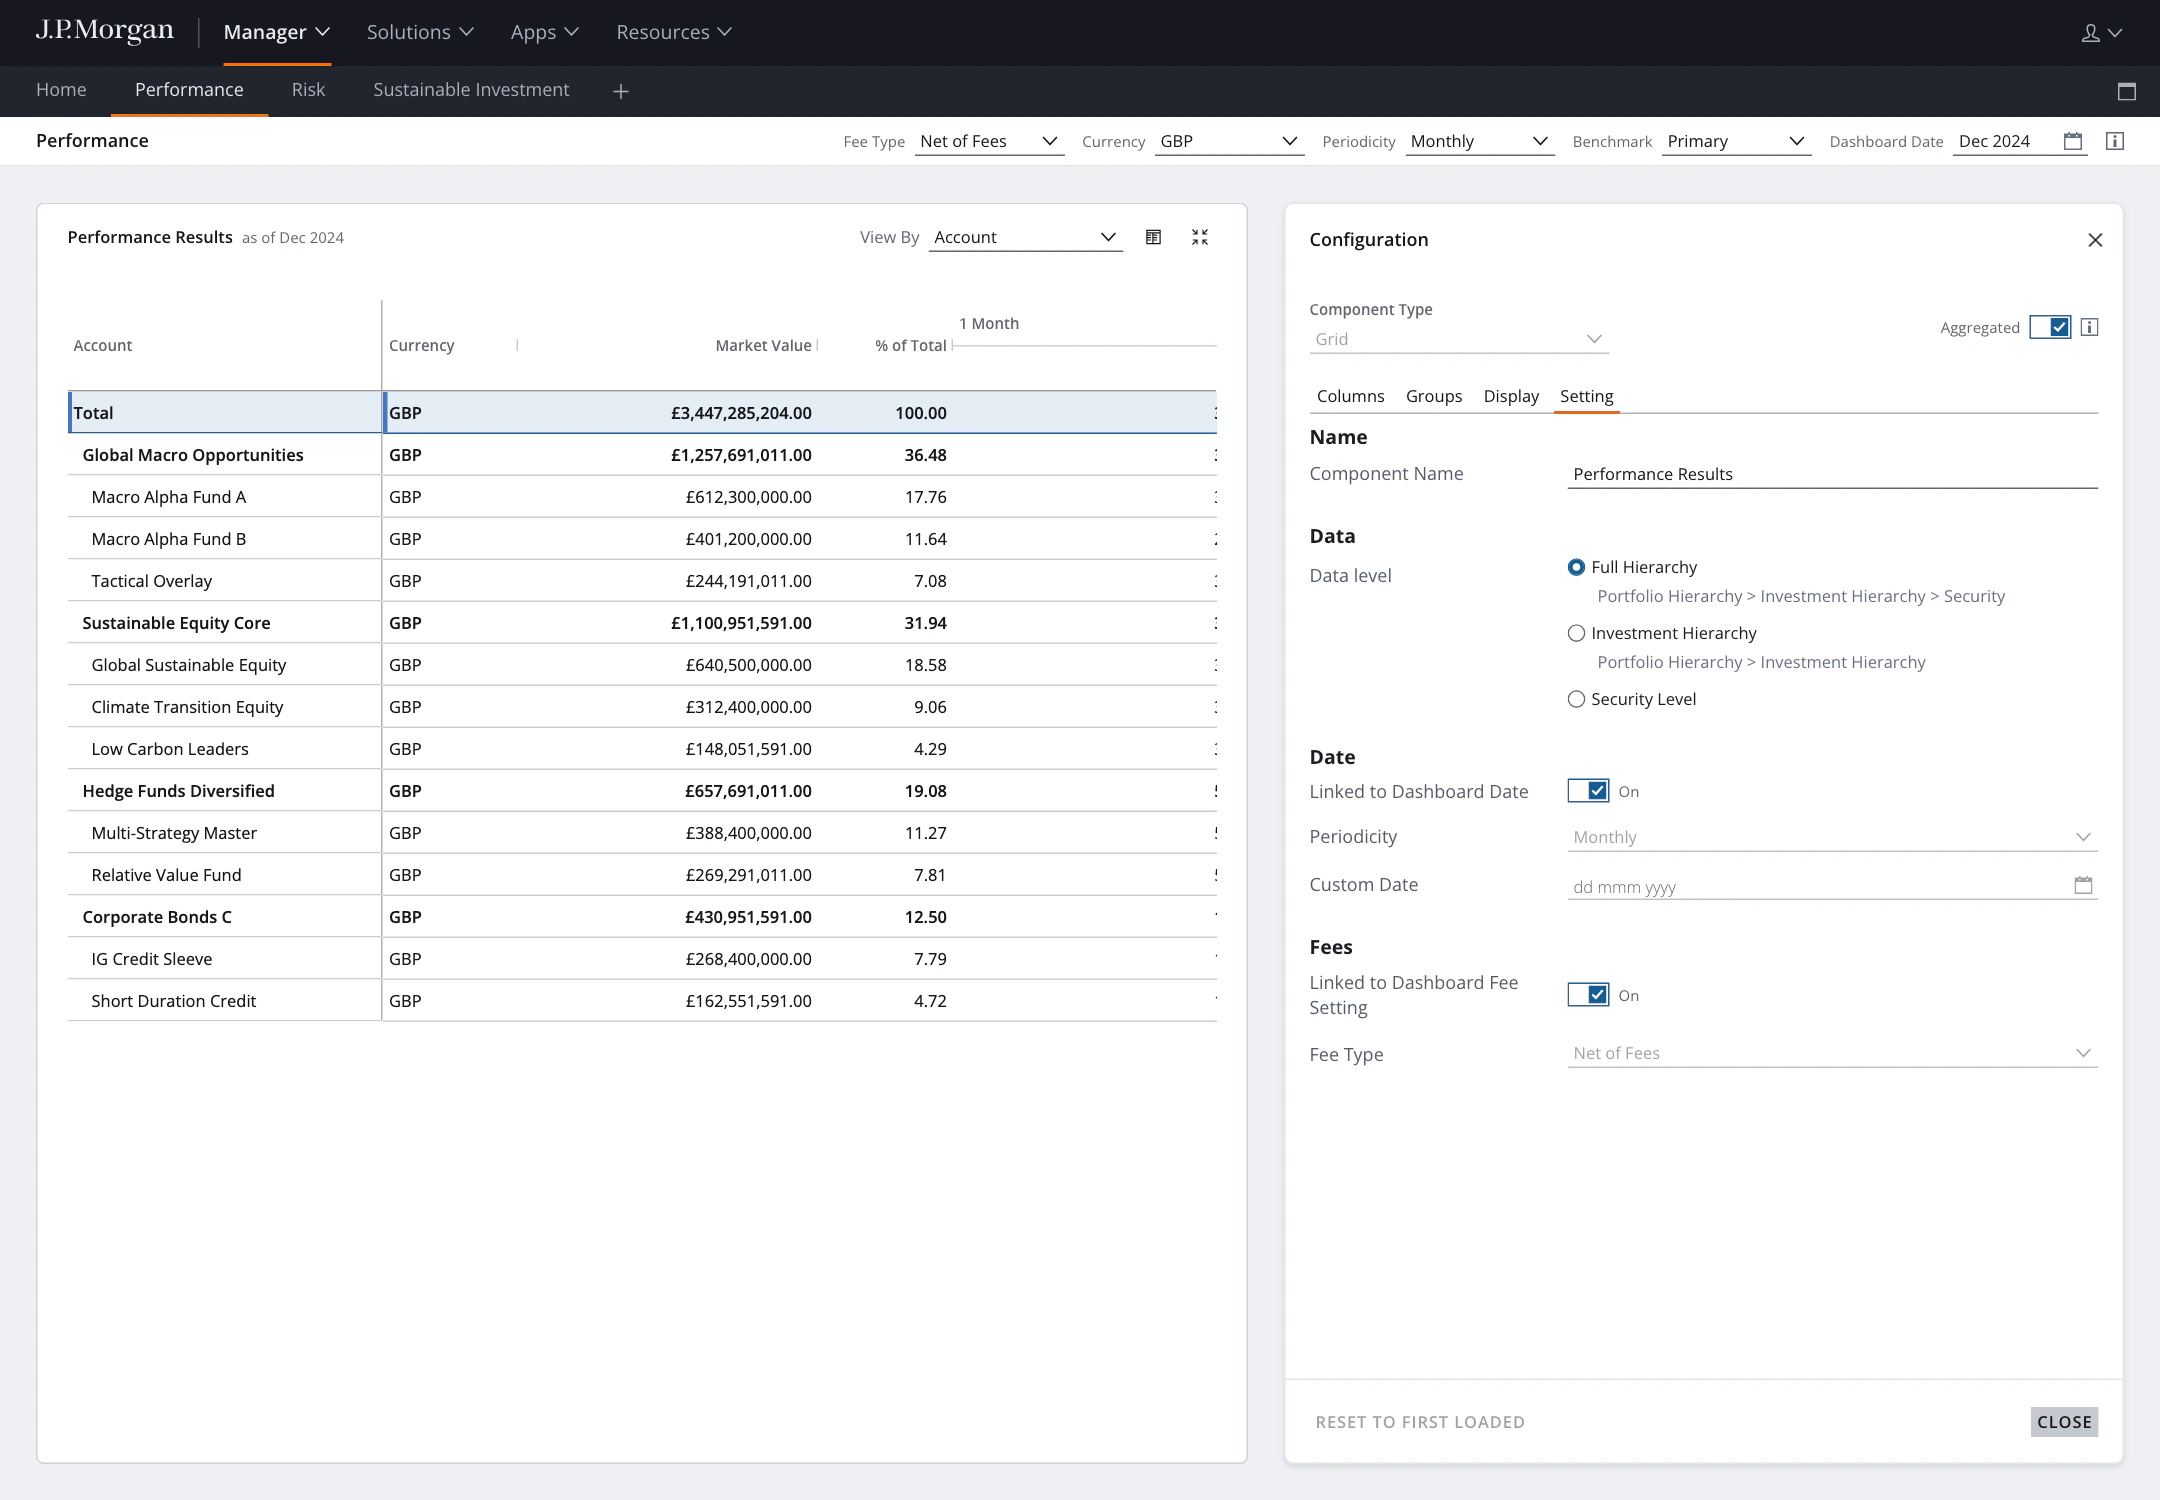 J.P.Morgan Manager Solutions Apps Resources
Home Performance Risk Sustainable Investment
Performance Fee Type Net of Fees Currency GBP Periodicity Monthly Benchmark Primary Dashboard Date Dec 2024
Performance Results as of Dec 2024 View By Account
1 Month
Account Currency Market Value % of Total
Total GBP £3,447,285,204.00 100.00
Global Macro Opportunities GBP £1,257,691,011.00 36.48
Macro Alpha Fund A GBP £612,300,000.00 17.76
Macro Alpha Fund B GBP £401,200,000.00 11.64
Tactical Overlay GBP £244,191,011.00 7.08
Sustainable Equity Core GBP £1,100,951,591.00 31.94
Global Sustainable Equity GBP £640,500,000.00 18.58
Climate Transition Equity GBP £312,400,000.00 9.06
Low Carbon Leaders GBP £148,051,591.00 4.29
Hedge Funds Diversified GBP £657,691,011.00 19.08
Multi-Strategy Master GBP £388,400,000.00 11.27
Relative Value Fund GBP £269,291,011.00 7.81
Corporate Bonds C GBP £430,951,591.00 12.50
IG Credit Sleeve GBP £268,400,000.00 7.79
Short Duration Credit GBP £162,551,591.00 4.72
Configuration
Component Type
Grid
Aggregated
Columns Groups Display Setting
Name
Component Name Performance Results
Data
Data level
Full Hierarchy
Portfolio Hierarchy > Investment Hierarchy > Security
Investment Hierarchy
Portfolio Hierarchy > Investment Hierarchy
Security Level
Date
Linked to Dashboard Date On
Periodicity Monthly
Custom Date dd mmm yyyy
Fees
Linked to Dashboard Fee
Setting
On
Fee Type Net of Fees
RESET TO FIRST LOADED CLOSE